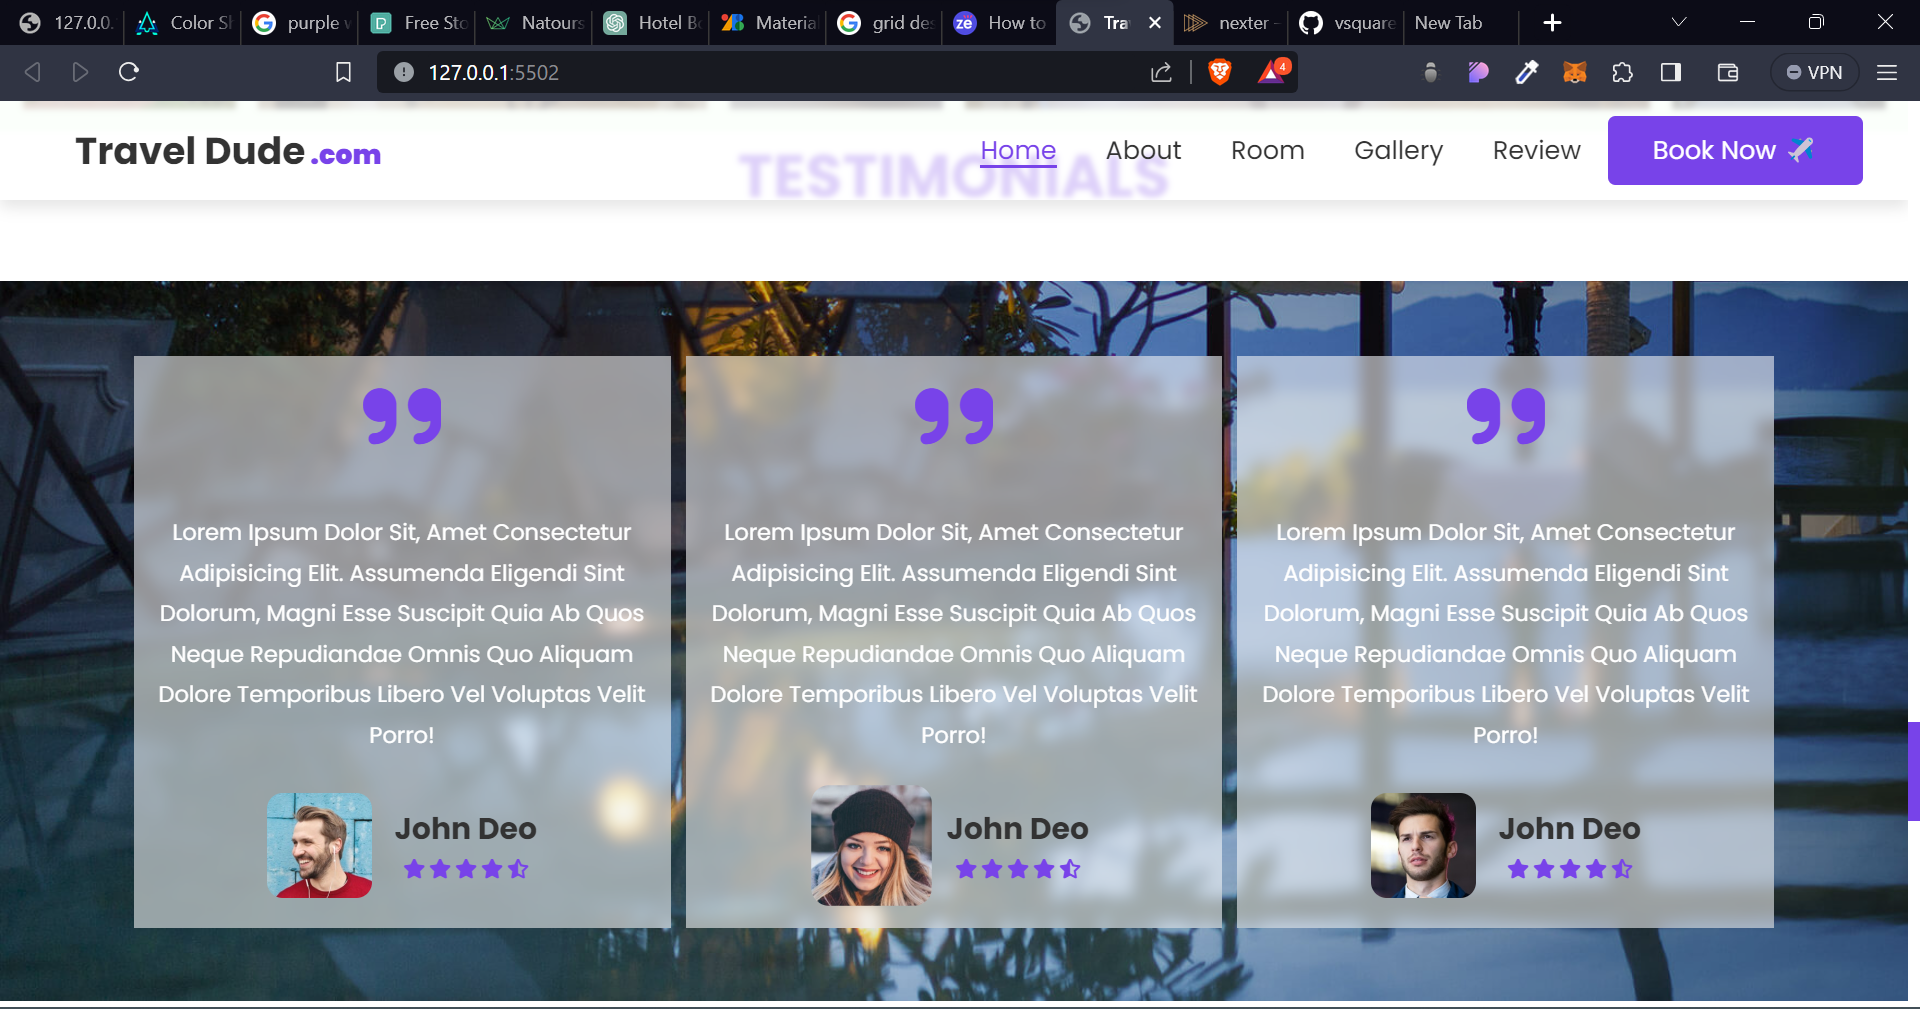 127.0.0.
Color S
purple
Free Sto
Natours
Hotel B
Materia
grid de
How to
Tra
nexter -
vsquare
New Tab
127.0.0.1:5502
4
VPN
Travel Dude .com
Home About Room Gallery Review Book Now ✈️
TESTIMONIALS
Lorem Ipsum Dolor Sit, Amet Consectetur
Adipisicing Elit. Assumenda Eligendi Sint
Dolorum, Magni Esse Suscipit Quia Ab Quos
Neque Repudiandae Omnis Quo Aliquam
Dolore Temporibus Libero Vel Voluptas Velit
Porro!
John Deo
Lorem Ipsum Dolor Sit, Amet Consectetur
Adipisicing Elit. Assumenda Eligendi Sint
Dolorum, Magni Esse Suscipit Quia Ab Quos
Neque Repudiandae Omnis Quo Aliquam
Dolore Temporibus Libero Vel Voluptas Velit
Porro!
John Deo
Lorem Ipsum Dolor Sit, Amet Consectetur
Adipisicing Elit. Assumenda Eligendi Sint
Dolorum, Magni Esse Suscipit Quia Ab Quos
Neque Repudiandae Omnis Quo Aliquam
Dolore Temporibus Libero Vel Voluptas Velit
Porro!
John Deo